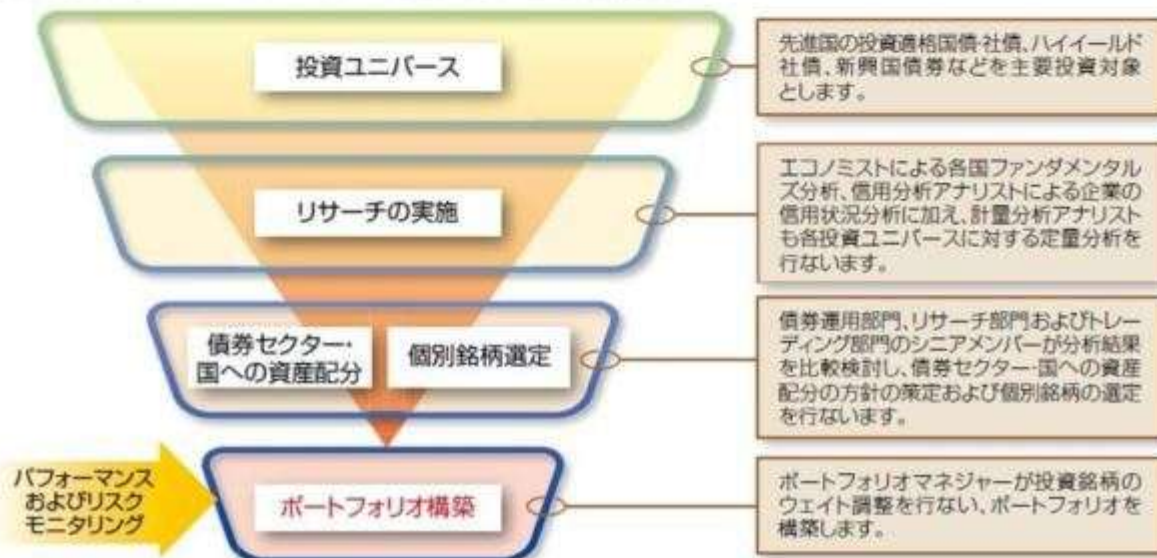 投資ユニバース
先進国の投資適格国債・社債、ハイイールド
社債、新興国債券などを主要投資対象
とします。
リサーチの実施
エコノミストによる各国ファンダメンタル
ズ分析、信用分析アナリストによる企業の
信用状況分析に加え、計量分析アナリスト
も各投資ユニバースに対する定量分析を
行ないます。
債券セクター・
国への資産配分
個別銘柄選定
債券運用部門、リサーチ部門およびトレー
ディング部門のシニアメンバーが分析結果
を比較検討し、債券セクター・国への資産
配分の方針の策定および個別銘柄の選定
を行ないます。
パフォーマンス
およびリスク
モニタリング
ポートフォリオ構築
ポートフォリオマネジャーが投資銘柄の
ウェイト調整を行ない、ポートフォリオを
構築します。